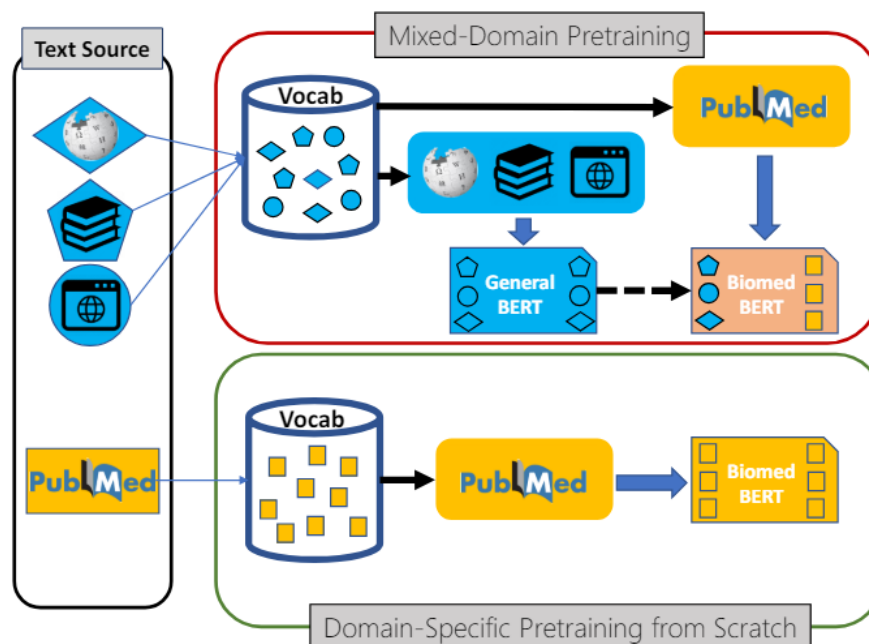 Text Source
Mixed-Domain Pretraining
Vocab
PubMed
General
BERT
Biomed
BERT
PubMed
Vocab
PubMed
Biomed
BERT
Domain-Specific Pretraining from Scratch